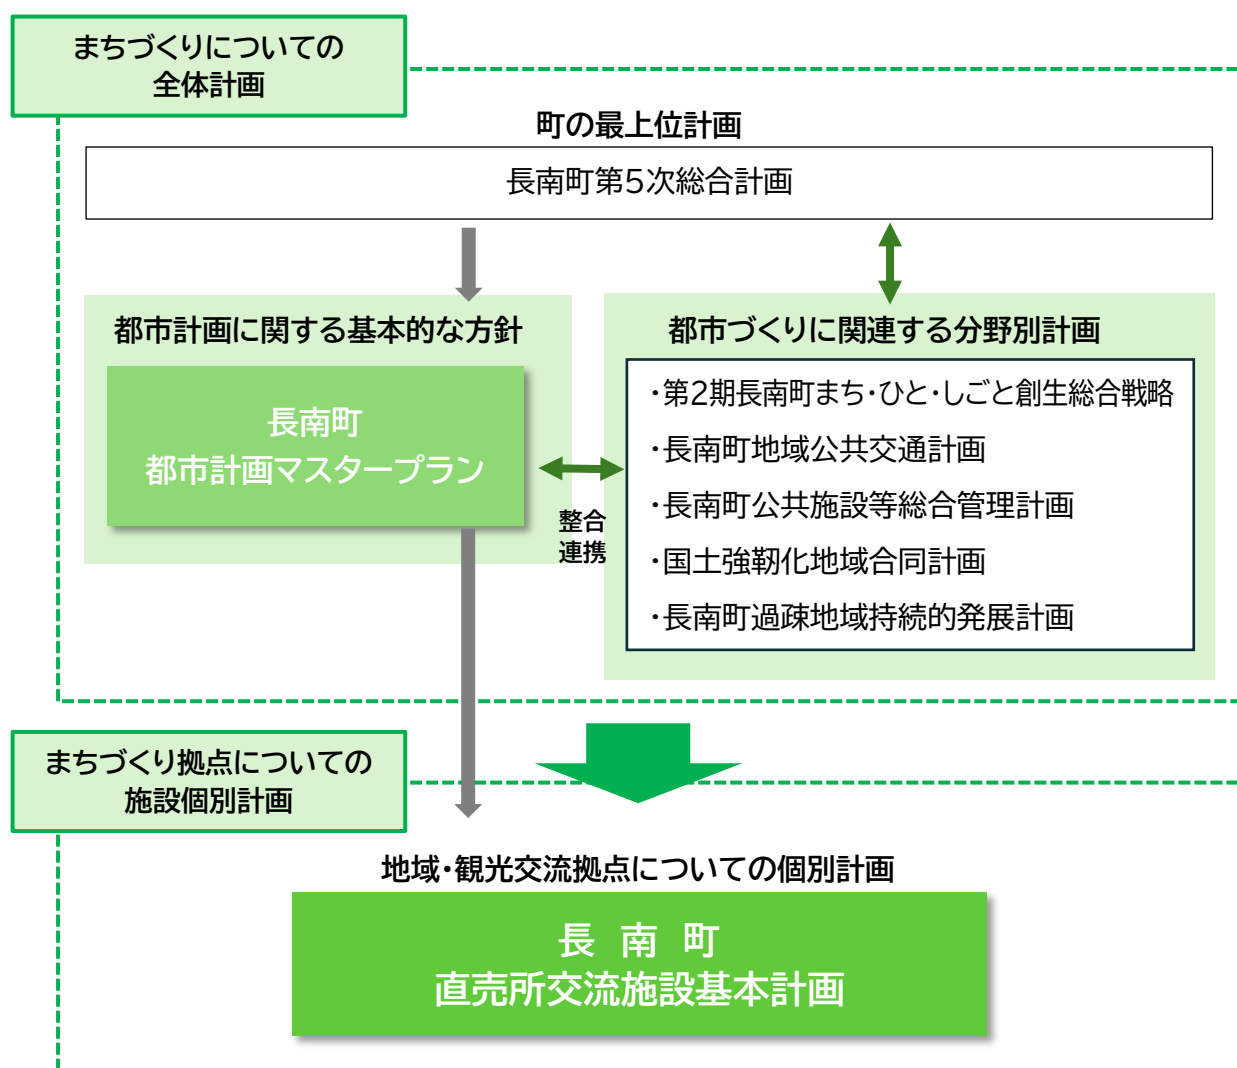 まちづくりについての
全体計画
町の最上位計画
長南町第5次総合計画
都市計画に関する基本的な方針
長南町
都市計画マスタープラン
整合
連携
都市づくりに関連する分野別計画
・第2期長南町まち・ひと・しごと創生総合戦略
・長南町地域公共交通計画
・長南町公共施設等総合管理計画
・国土強靭化地域合同計画
・長南町過疎地域持続的発展計画
まちづくり拠点についての
施設個別計画
地域・観光交流拠点についての個別計画
長 南 町
直売所交流施設基本計画